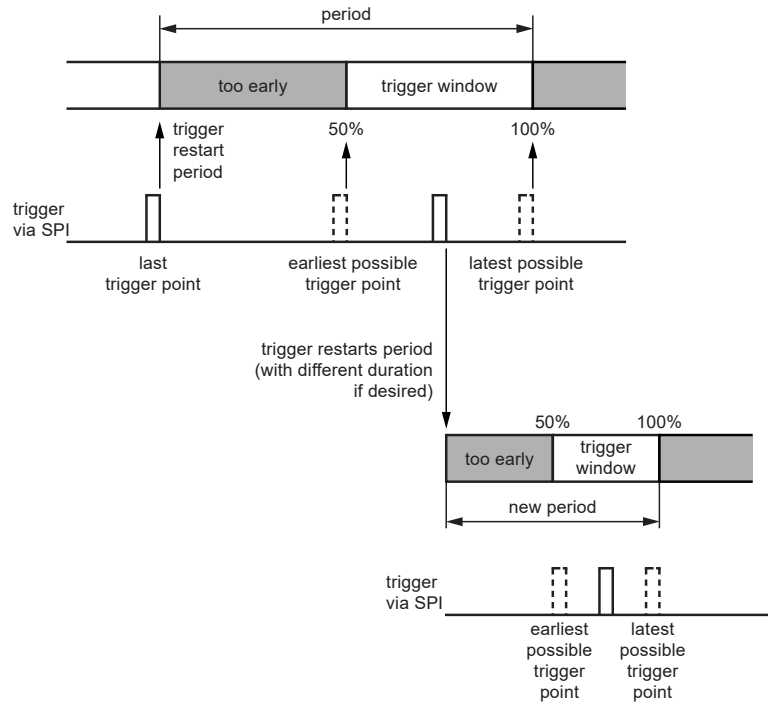 period
too early
trigger window
trigger
restart
period
50%
100%
trigger
via SPI
last
trigger point
earliest possible
trigger point
latest possible
trigger point
trigger restarts period
(with different duration
if desired)
50%
100%
too early
trigger
window
new period
trigger
via SPI
earliest
possible
trigger
point
latest
possible
trigger
point